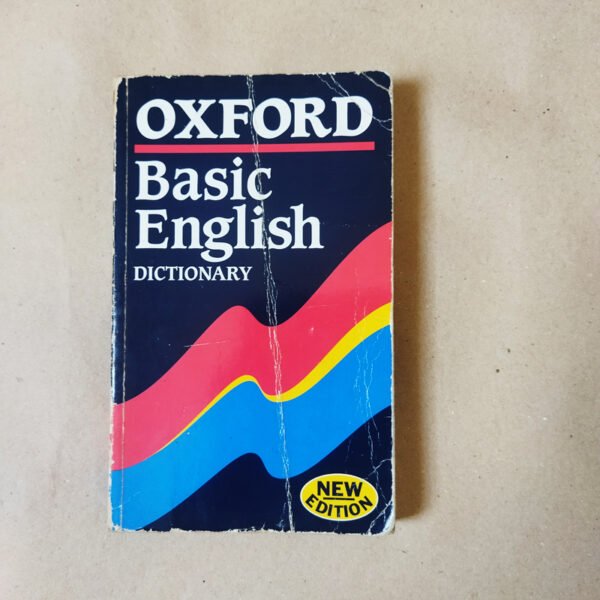 OXFORD
Basic
English
DICTIONARY
NEW
EDITION